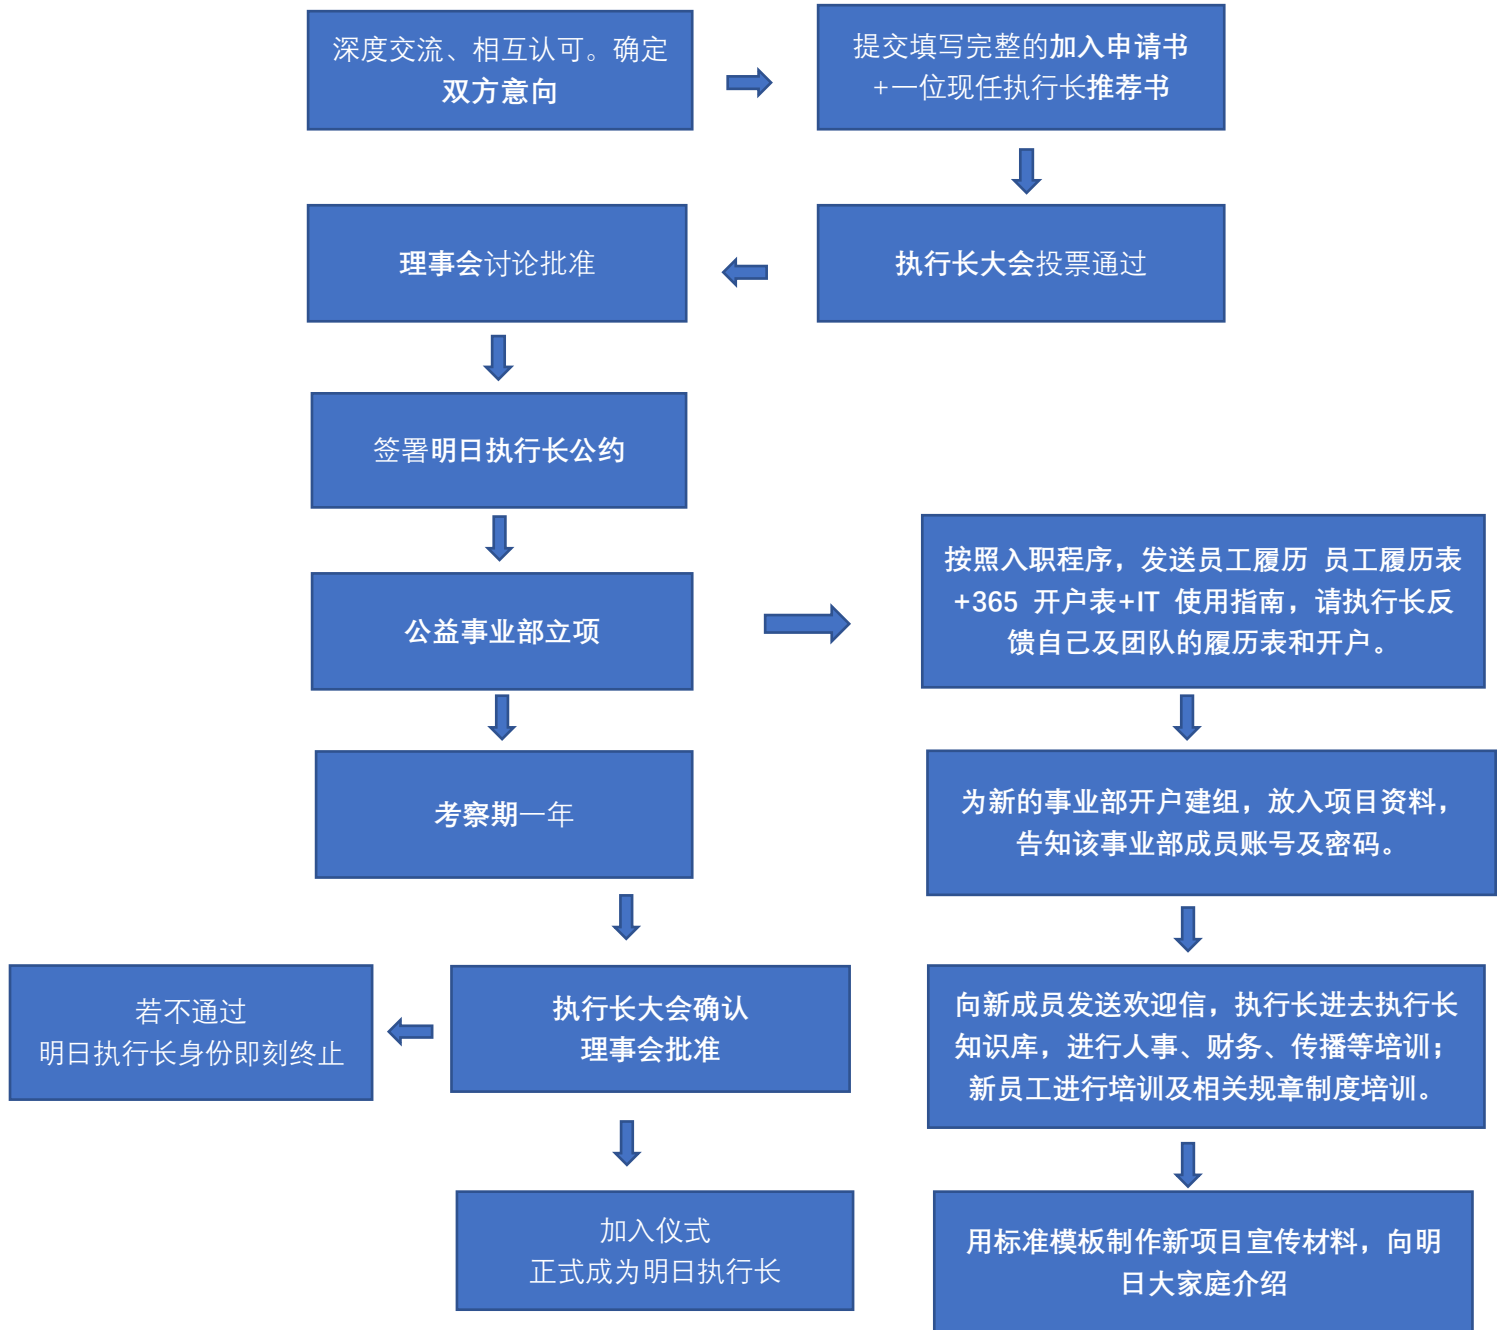 深度交流、相互认可。确定
双方意向
提交填写完整的加入申请书
+一位现任执行长推荐书
执行长大会投票通过
理事会讨论批准
签署明日执行长公约
公益事业部立项
按照入职程序，发送员工履历 员工履历表
+365 开户表+IT 使用指南，请执行长反
馈自己及团队的履历表和开户。
考察期一年
为新的事业部开户建组，放入项目资料，
告知该事业部成员账号及密码。
执行长大会确认
理事会批准
若不通过
明日执行长身份即刻终止
向新成员发送欢迎信，执行长进去执行长
知识库，进行人事、财务、传播等培训；
新员工进行培训及相关规章制度培训。
加入仪式
正式成为明日执行长
用标准模板制作新项目宣传材料，向明
日大家庭介绍